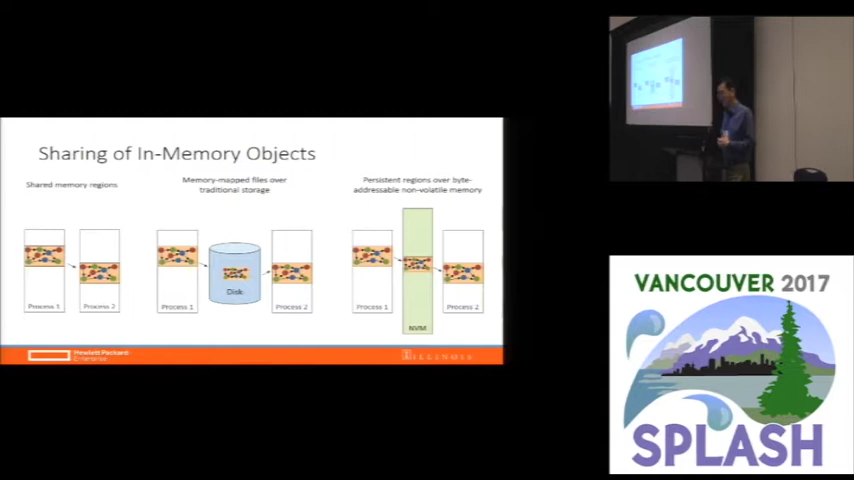 Sharing of In-Memory Objects
Shared memory regions
Memory-mapped files over
traditional storage
Persistent regions over byte-
addressable non-volatile memory
Process 1
Process 2
Process 1
Disk
Process 2
Process 1
NVM
Process 2
Hewlett Packard
Enterprise
ILLINOIS
VANCOUVER 2017
SPLASH